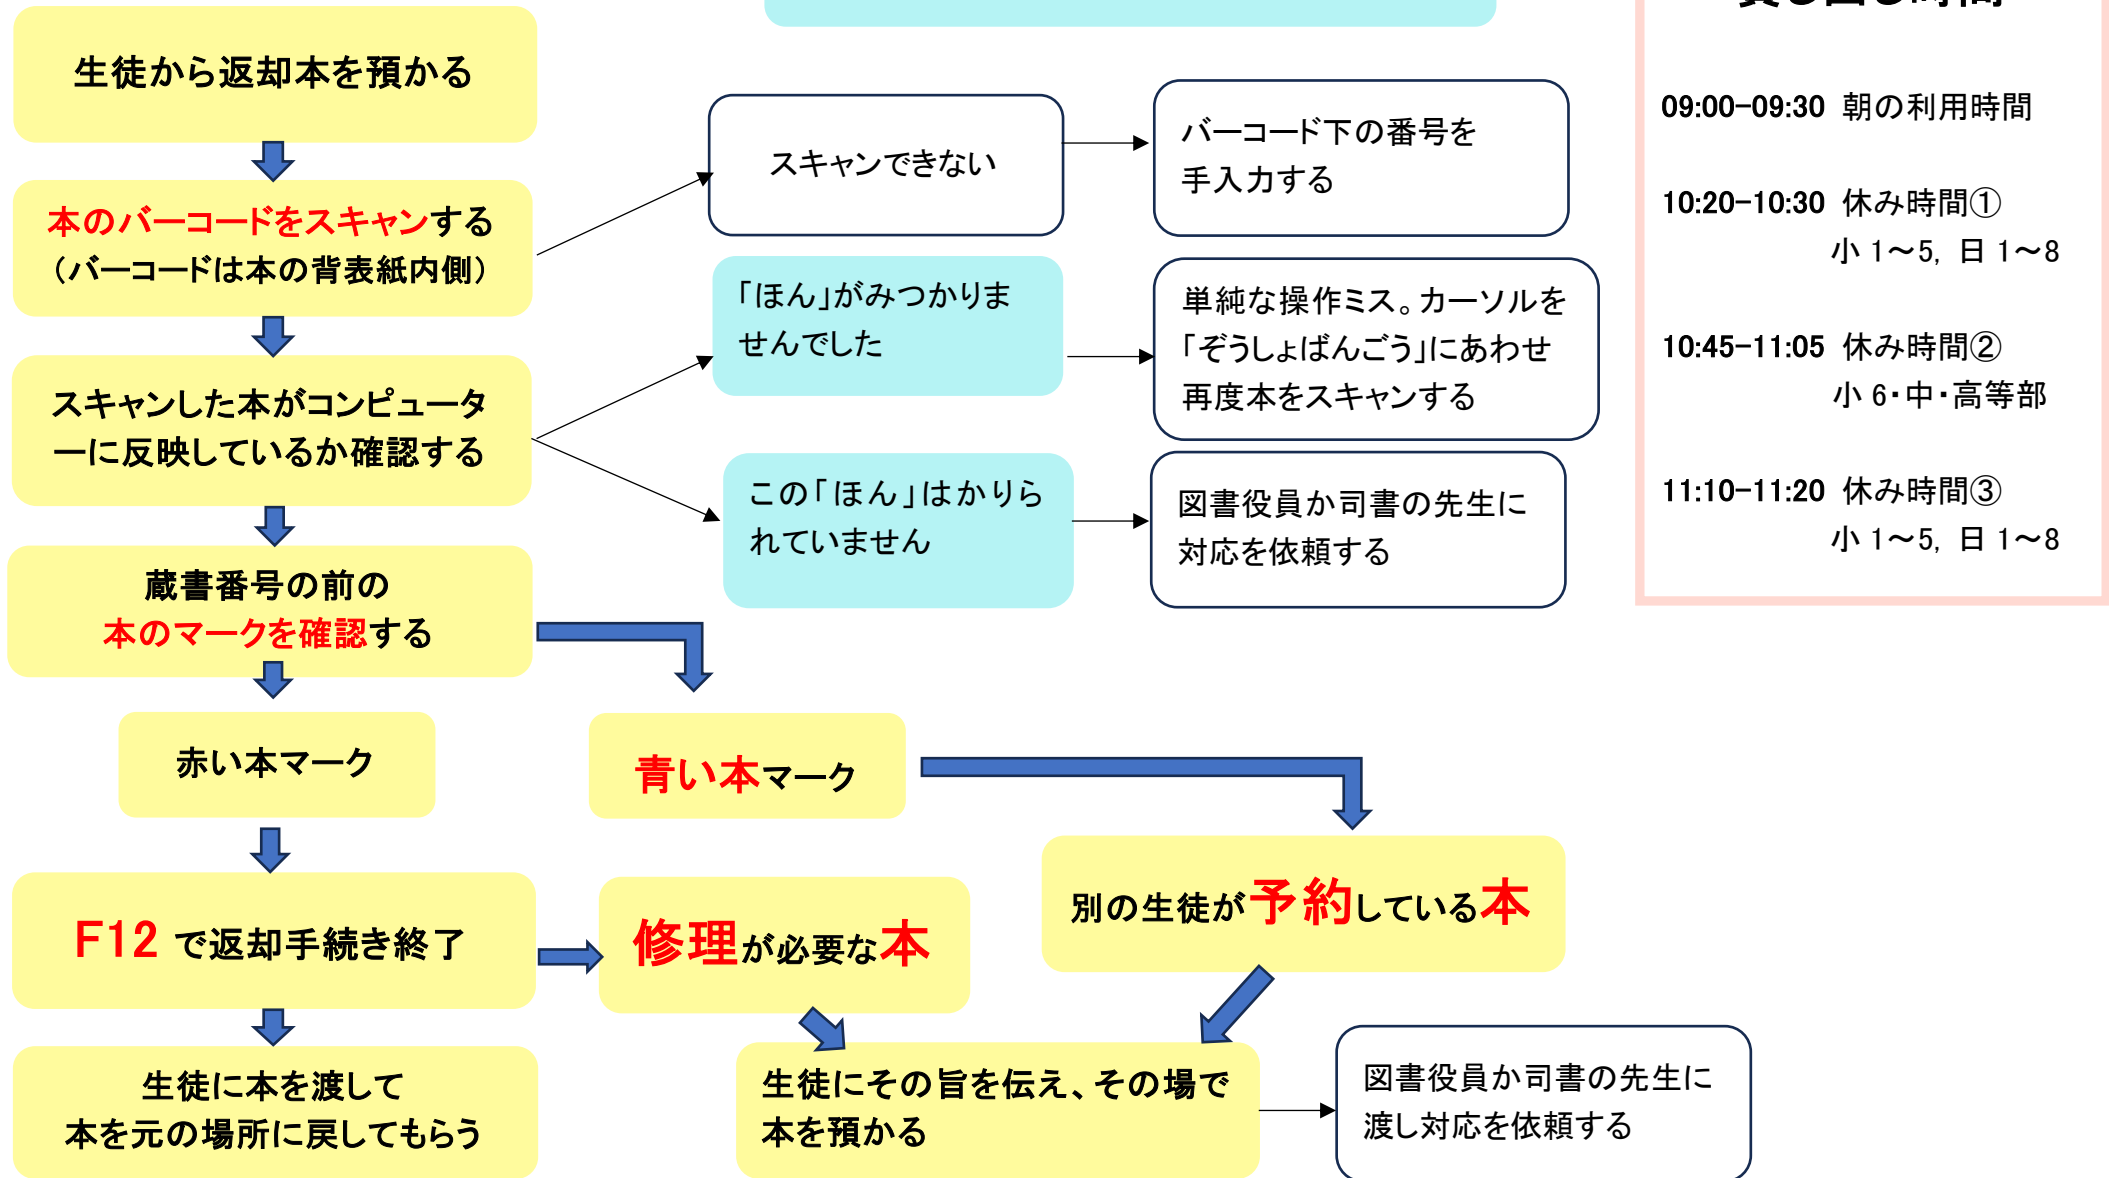 生徒から返却本を預かる
本のバーコードをスキャンする
（バーコードは本の背表紙内側）
スキャンした本がコンピュータ
ーに反映しているか確認する
蔵書番号の前の
本のマークを確認する
赤い本マーク
F12 で返却手続き終了
生徒に本を渡して
本を元の場所に戻してもらう
スキャンできない
バーコード下の番号を
手入力する
「ほん」がみつかりま
せんでした
単純な操作ミス。カーソルを
「ぞうしょばんごう」にあわせ
再度本をスキャンする
この「ほん」はかりら
れていません
図書役員か司書の先生に
対応を依頼する
青い本マーク
別の生徒が予約している本
修理が必要な本
生徒にその旨を伝え、その場で
本を預かる
図書役員か司書の先生に
渡し対応を依頼する
貸し出し時間
09:00-09:30 朝の利用時間
10:20-10:30 休み時間①
小 1～5, 日 1～8
10:45-11:05 休み時間②
小 6・中・高等部
11:10-11:20 休み時間③
小 1～5, 日 1～8